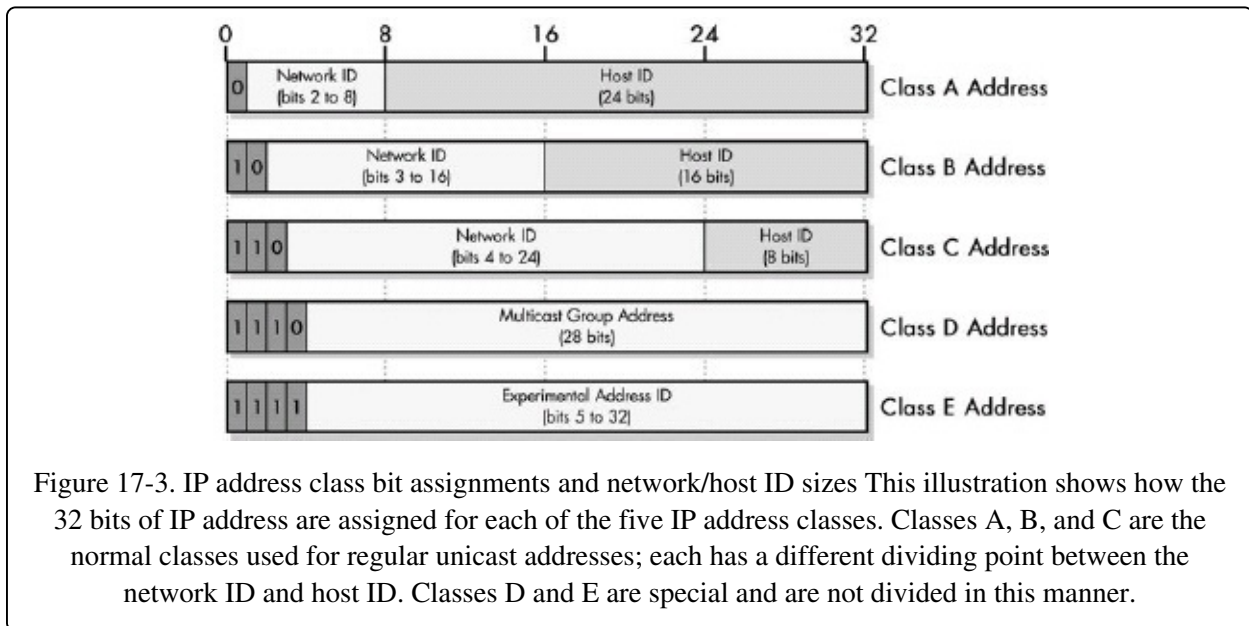 0 8 16 24 32
0 Network ID (bits 2 to 8) Host ID (24 bits) Class A Address
1 0 Network ID (bits 3 to 16) Host ID (16 bits) Class B Address
1 1 0 Network ID (bits 4 to 24) Host ID (8 bits) Class C Address
1 1 1 0 Multicast Group Address (28 bits) Class D Address
1 1 1 1 Experimental Address ID (bits 5 to 32) Class E Address
Figure 17-3. IP address class bit assignments and network/host ID sizes This illustration shows how the
32 bits of IP address are assigned for each of the five IP address classes. Classes A, B, and C are the
normal classes used for regular unicast addresses; each has a different dividing point between the
network ID and host ID. Classes D and E are special and are not divided in this manner.